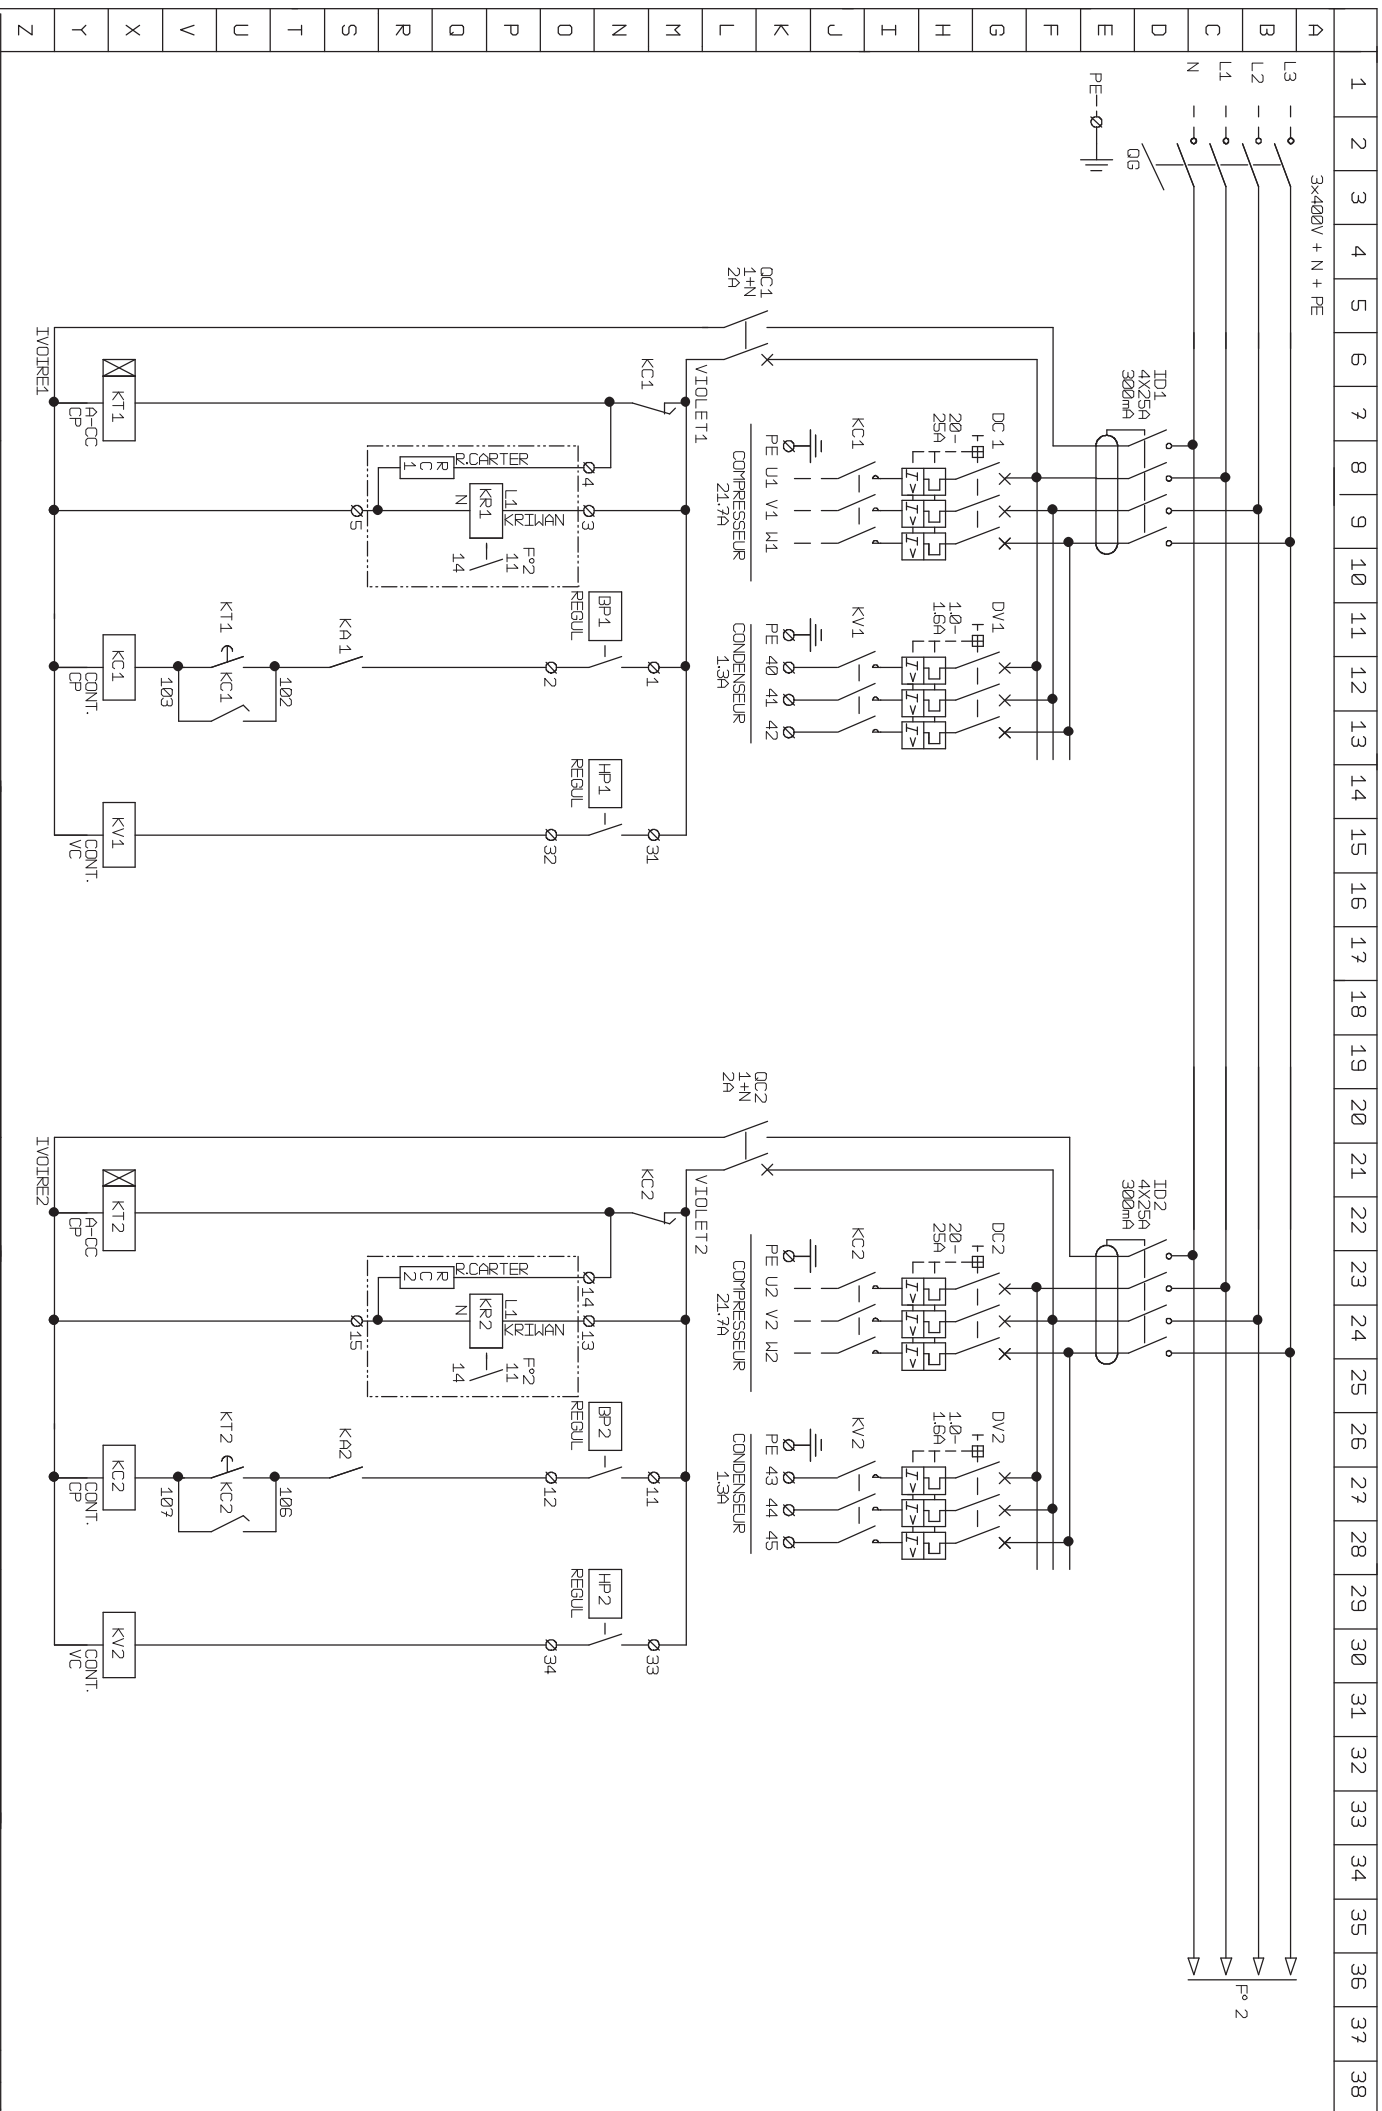 1 2 3 4 5 6 7 8 9 10 11 12 13 14 15 16 17 18 19 20 21 22 23 24 25 26 27 28 29 30 31 32 33 34 35 36 37 38
A
B
C
D
E
F
G
H
I
J
K
L
M
N
O
P
Q
R
S
T
U
V
W
X
Y
Z
3x400V + N + PE
L3
L2
L1
N
QG
PE
F° 2
ID1
4X25A
300mA
DC 1
20-
25A
KC1
PE U1 V1 W1
COMPRESSEUR
21.7A
DV1
1.0-
1.6A
KV1
PE 40 41 42
CONDENSEUR
1.3A
QC1
1+N
2A
VIOLET1
KC1
4
3
R.CARTER
R
C
1
L1
KRIWAN
KR1
N
F°2
11
14
5
1
BP1
REGUL
2
KA1
102
KT1
KC1
103
31
HP1
REGUL
32
KT1
A-CC
CP
KC1
CONT.
CP
KV1
CONT.
VC
IVOIRE1
ID2
4X25A
300mA
DC2
20-
25A
KC2
PE U2 V2 W2
COMPRESSEUR
21.7A
DV2
1.0-
1.6A
KV2
PE 43 44 45
CONDENSEUR
1.3A
QC2
1+N
2A
VIOLET2
KC2
14
13
R.CARTER
R
C
2
L1
KRIWAN
KR2
N
F°2
11
14
15
11
BP2
REGUL
12
KA2
106
KT2
KC2
107
33
HP2
REGUL
34
KT2
A-CC
CP
KC2
CONT.
CP
KV2
CONT.
VC
IVOIRE2